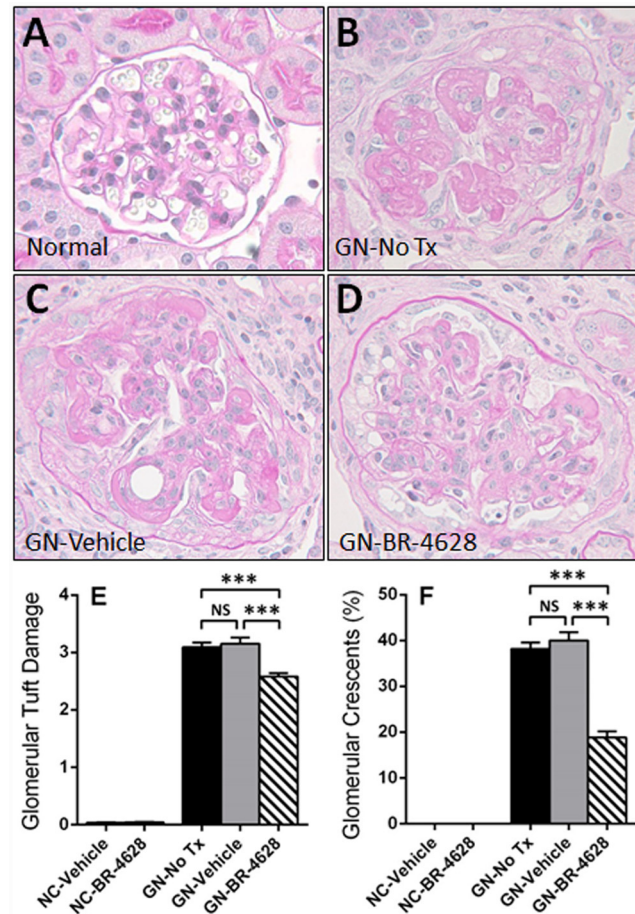 A
Normal
B
GN-No Tx
C
GN-Vehicle
D
GN-BR-4628
E
***
NS ***
Glomerular Tuft Damage
4
3
2
1
0
NC-Vehicle
NC-BR-4628
GN-No Tx
GN-Vehicle
GN-BR-4628
F
***
NS ***
Glomerular Crescents (%)
50
40
30
20
10
0
NC-Vehicle
NC-BR-4628
GN-No Tx
GN-Vehicle
GN-BR-4628